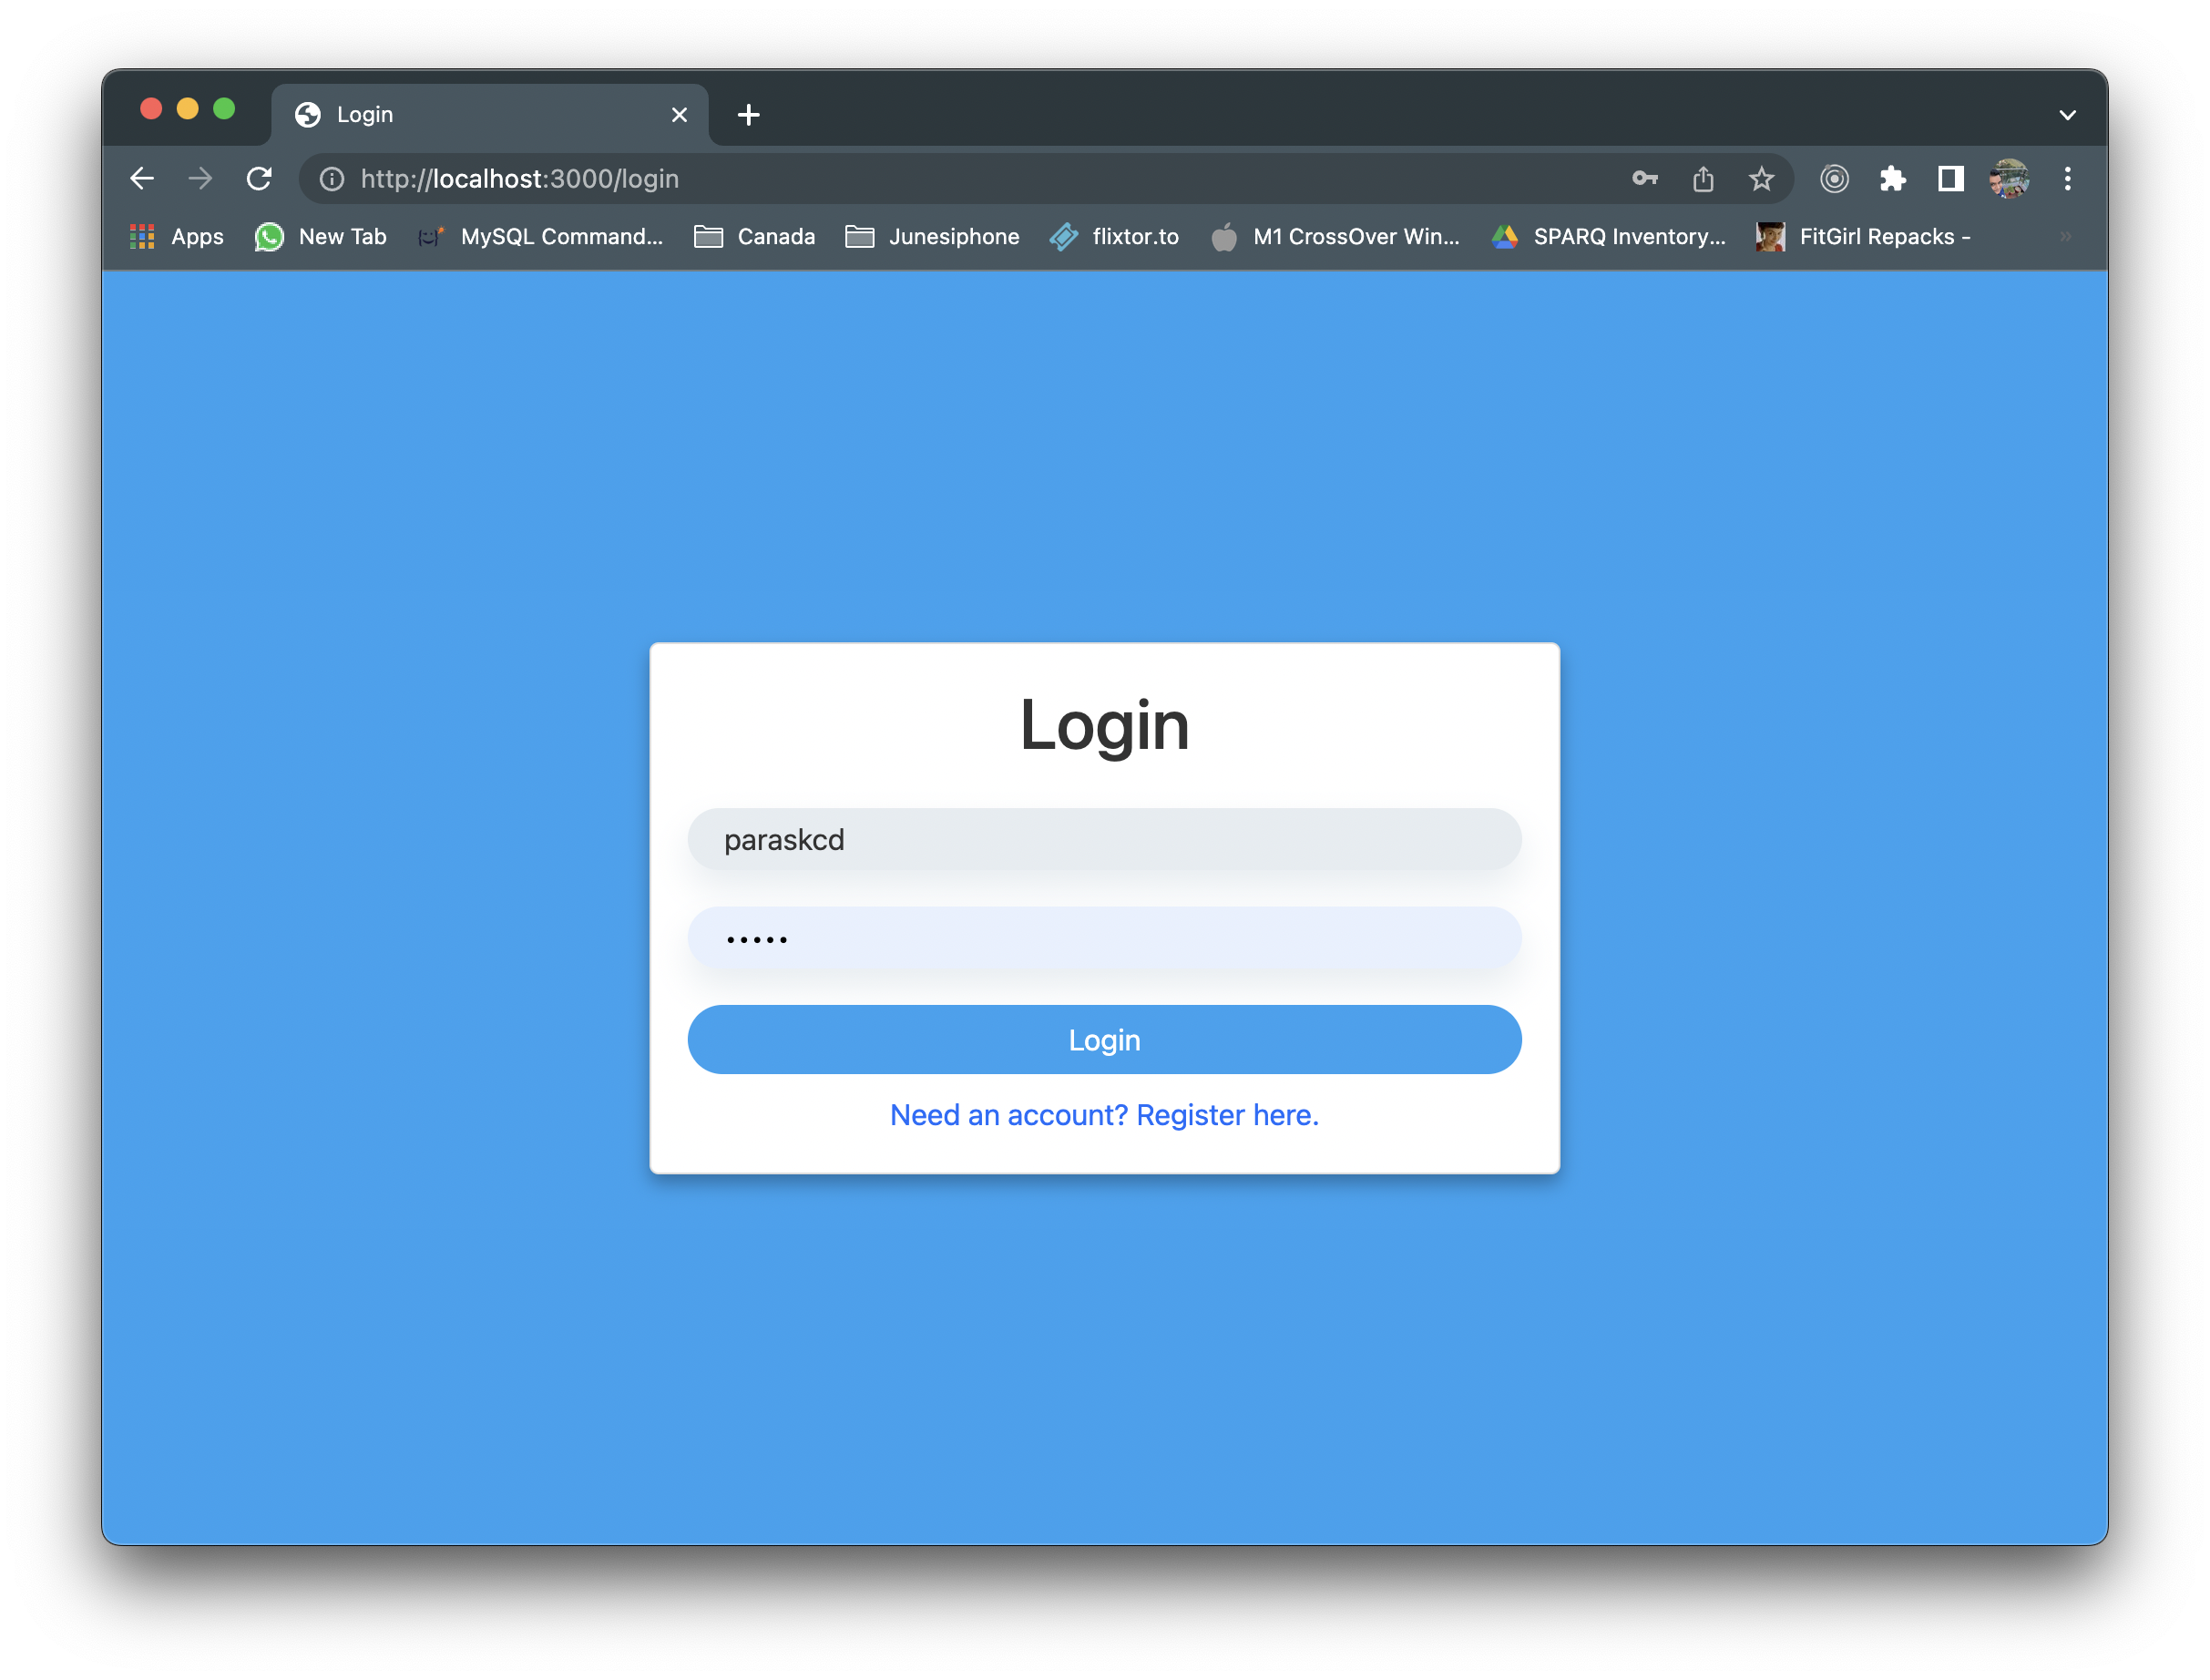 Login
http://localhost:3000/login
Apps New Tab MySQL Command... Canada Junesiphone flixtor.to M1 CrossOver Win... SPARQ Inventory... FitGirl Repacks -
Login
paraskcd
•••••
Login
Need an account? Register here.